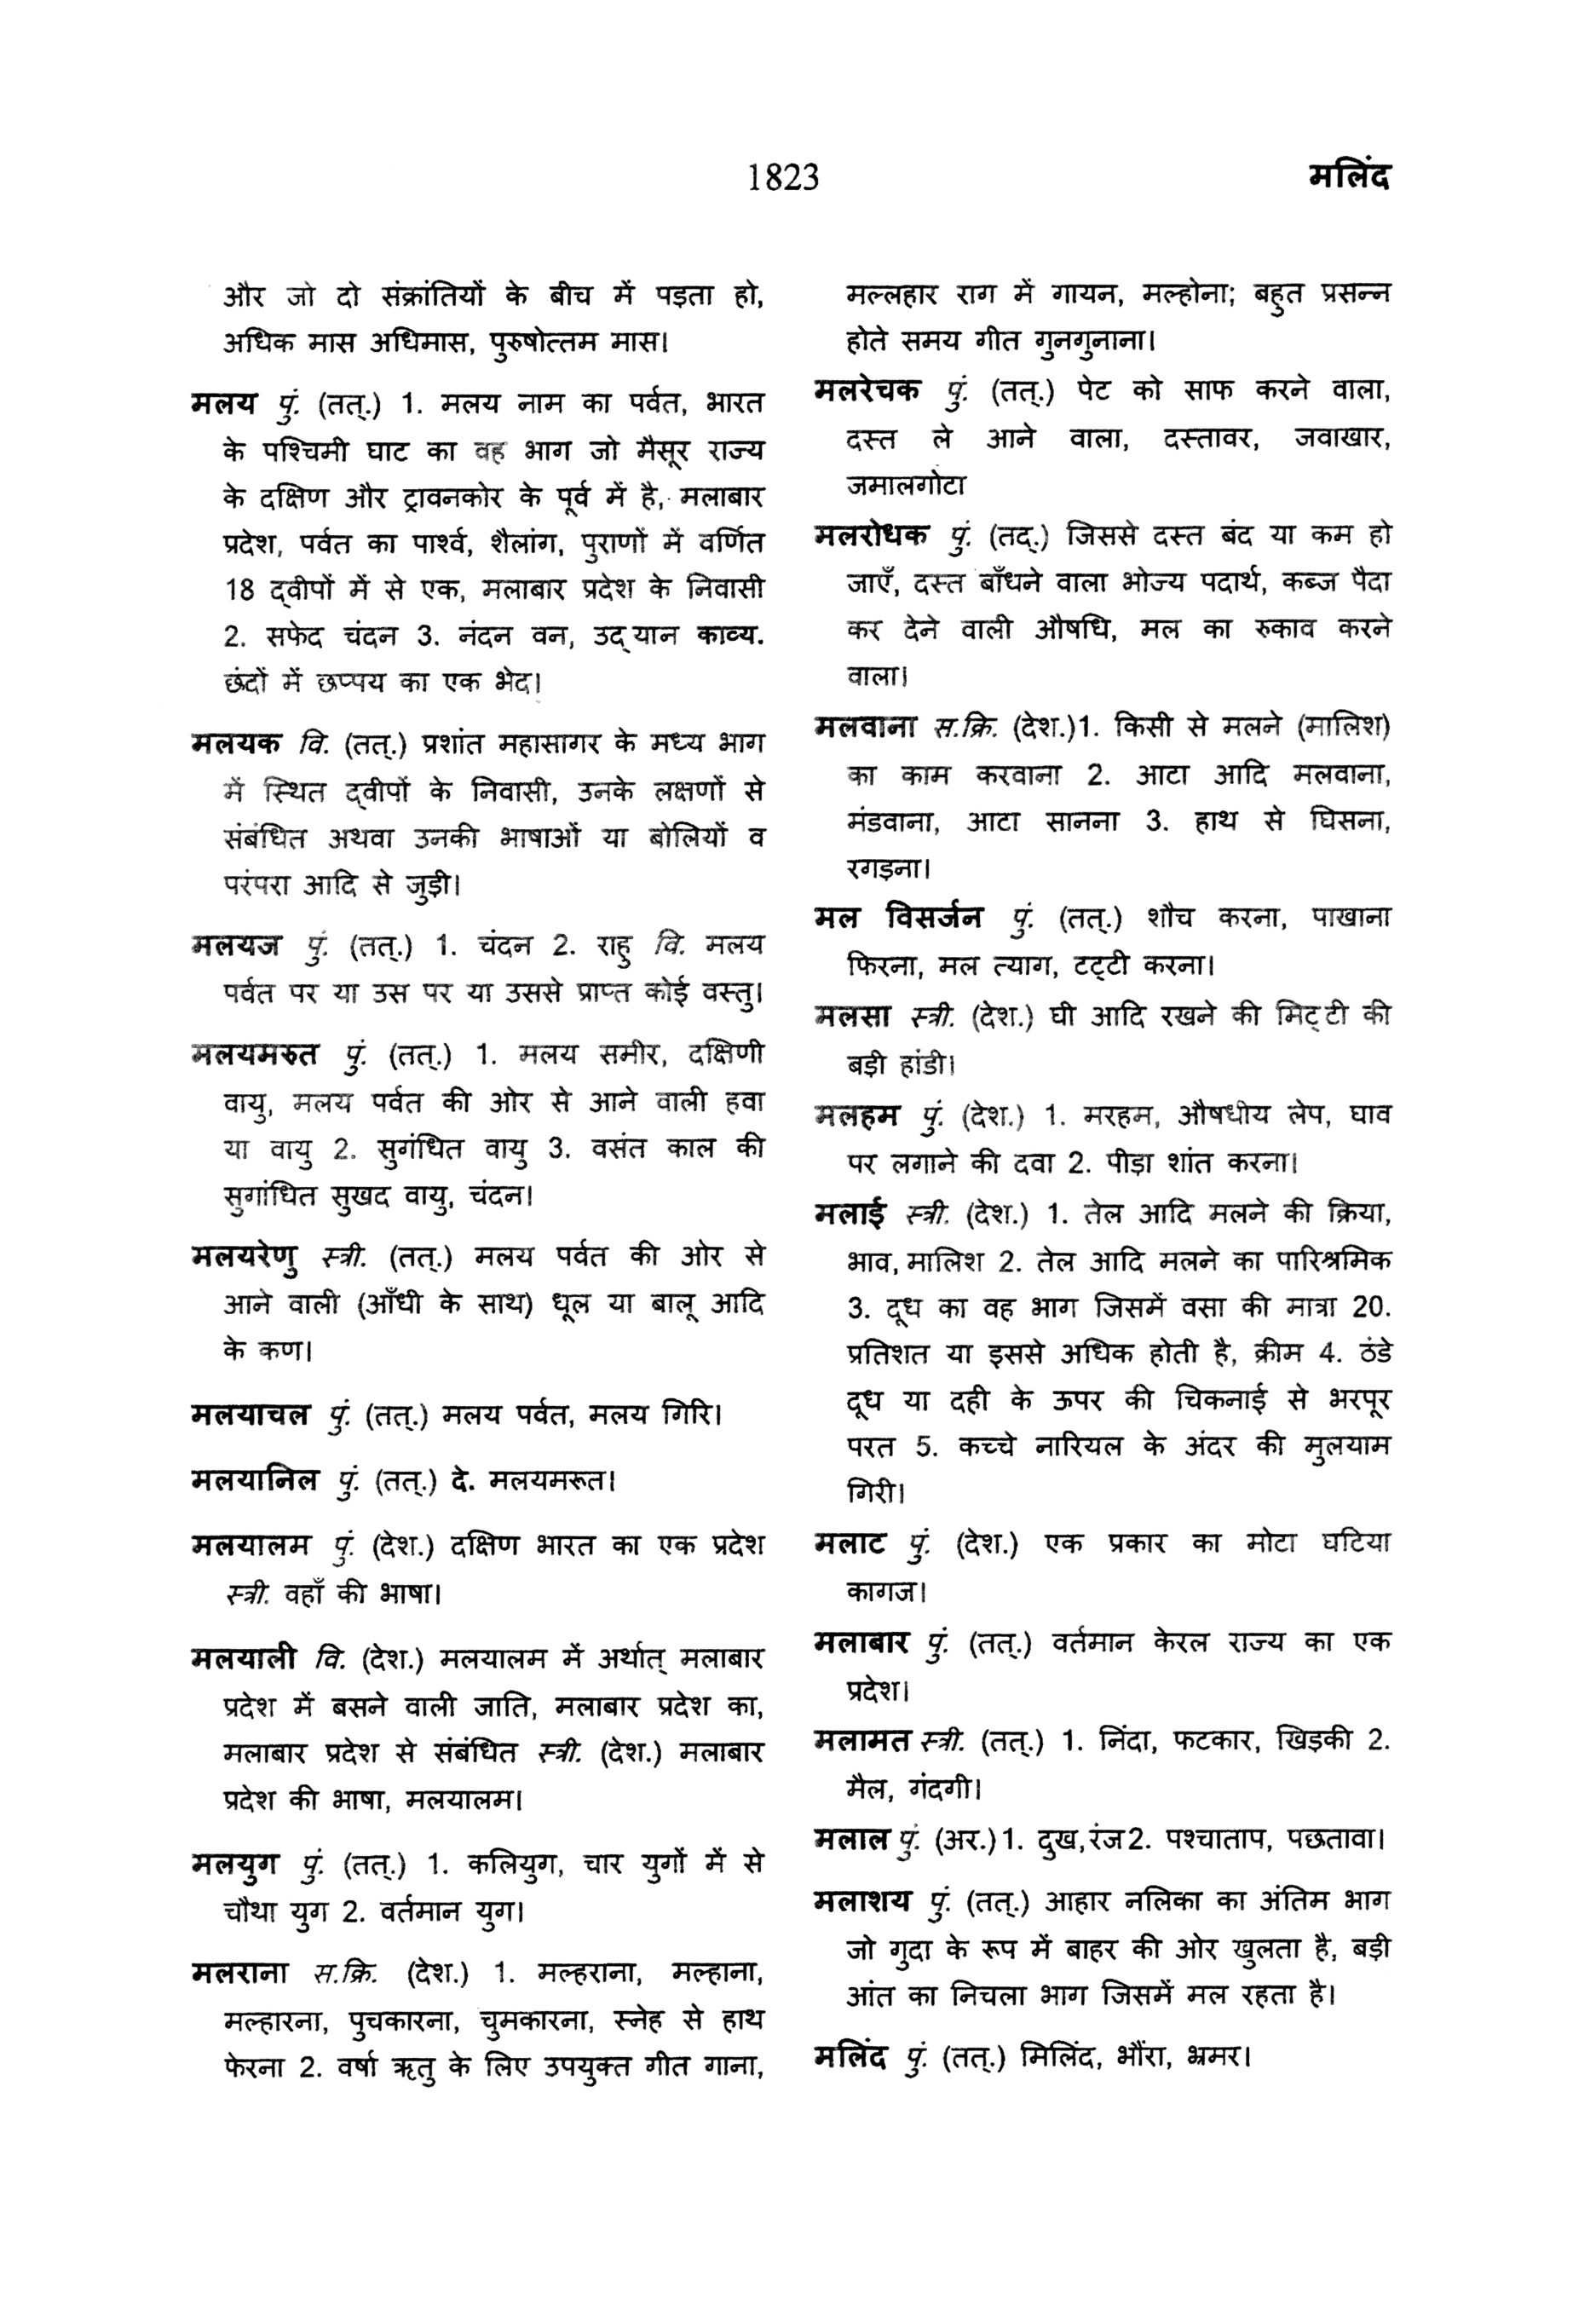 1823
मलिंद
और जो दो संक्रांतियों के बीच में पड़ता हो,
अधिक मास अधिमास, पुरुषोत्तम मास।
मलय पुं. (तत्.) 1. मलय नाम का पर्वत, भारत
के पश्चिमी घाट का वह भाग जो मैसूर राज्य
के दक्षिण और ट्रावनकोर के पूर्व में है, मलाबार
प्रदेश, पर्वत का पार्श्व, शैलांग, पुराणों में वर्णित
18 द्वीपों में से एक, मलाबार प्रदेश के निवासी
2. सफेद चंदन 3. नंदन वन, उद्यान काव्य.
छंदों में छप्पय का एक भेद।
मलयक वि. (तत्.) प्रशांत महासागर के मध्य भाग
में स्थित द्वीपों के निवासी, उनके लक्षणों से
संबंधित अथवा उनकी भाषाओं या बोलियों व
परंपरा आदि से जुड़ी।
मलयज पुं. (तत्.) 1. चंदन 2. राहु वि. मलय
पर्वत पर या उस पर या उससे प्राप्त कोई वस्तु।
मलयमरुत पुं. (तत्.) 1. मलय समीर, दक्षिणी
वायु, मलय पर्वत की ओर से आने वाली हवा
या वायु 2. सुगंधित वायु 3. वसंत काल की
सुगांधित सुखद वायु, चंदन।
मलयरेणु स्त्री. (तत्.) मलय पर्वत की ओर से
आने वाली (आँधी के साथ) धूल या बालू आदि
के कण।
मलयाचल पुं. (तत्.) मलय पर्वत, मलय गिरि।
मलयानिल पुं. (तत्.) दे. मलयमरूत।
मलयालम पुं. (देश.) दक्षिण भारत का एक प्रदेश
स्त्री. वहाँ की भाषा।
मलयाली वि. (देश.) मलयालम में अर्थात् मलाबार
प्रदेश में बसने वाली जाति, मलाबार प्रदेश का,
मलाबार प्रदेश से संबंधित स्त्री. (देश.) मलाबार
प्रदेश की भाषा, मलयालम।
मलयुग पुं. (तत्.) 1. कलियुग, चार युगों में से
चौथा युग 2. वर्तमान युग।
मलराना स.क्रि. (देश.) 1. मल्हराना, मल्हाना,
मल्हारना, पुचकारना, चुमकारना, स्नेह से हाथ
फेरना 2. वर्षा ऋतु के लिए उपयुक्त गीत गाना,
मल्लहार राग में गायन, मल्होना; बहुत प्रसन्न
होते समय गीत गुनगुनाना।
मलरेचक पुं. (तत्.) पेट को साफ करने वाला,
दस्त ले आने वाला, दस्तावर, जवाखार,
जमालगोटा
मलरोधक पुं. (तद्.) जिससे दस्त बंद या कम हो
जाएँ, दस्त बाँधने वाला भोज्य पदार्थ, कब्ज पैदा
कर देने वाली औषधि, मल का रुकाव करने
वाला।
मलवाना स.क्रि. (देश.)1. किसी से मलने (मालिश)
का काम करवाना 2. आटा आदि मलवाना,
मंडवाना, आटा सानना 3. हाथ से घिसना,
रगड़ना।
मल विसर्जन पुं. (तत्.) शौच करना, पाखाना
फिरना, मल त्याग, टट्टी करना।
मलसा स्त्री. (देश.) घी आदि रखने की मिट्टी की
बड़ी हांडी।
मलहम पुं. (देश.) 1. मरहम, औषधीय लेप, घाव
पर लगाने की दवा 2. पीड़ा शांत करना।
मलाई स्त्री. (देश.) 1. तेल आदि मलने की क्रिया,
भाव, मालिश 2. तेल आदि मलने का पारिश्रमिक
3. दूध का वह भाग जिसमें वसा की मात्रा 20.
प्रतिशत या इससे अधिक होती है, क्रीम 4. ठंडे
दूध या दही के ऊपर की चिकनाई से भरपूर
परत 5. कच्चे नारियल के अंदर की मुलयाम
गिरी।
मलाट पुं. (देश.) एक प्रकार का मोटा घटिया
कागज।
मलाबार पुं. (तत्.) वर्तमान केरल राज्य का एक
प्रदेश।
मलामत स्त्री. (तत्.) 1. निंदा, फटकार, खिड़की 2.
मैल, गंदगी।
मलाल पुं. (अर.)1. दुख,रंज2. पश्चाताप, पछतावा।
मलाशय पुं. (तत्.) आहार नलिका का अंतिम भाग
जो गुदा के रूप में बाहर की ओर खुलता है, बड़ी
आंत का निचला भाग जिसमें मल रहता है।
मलिंद पुं. (तत्.) मिलिंद, भौंरा, भ्रमर।